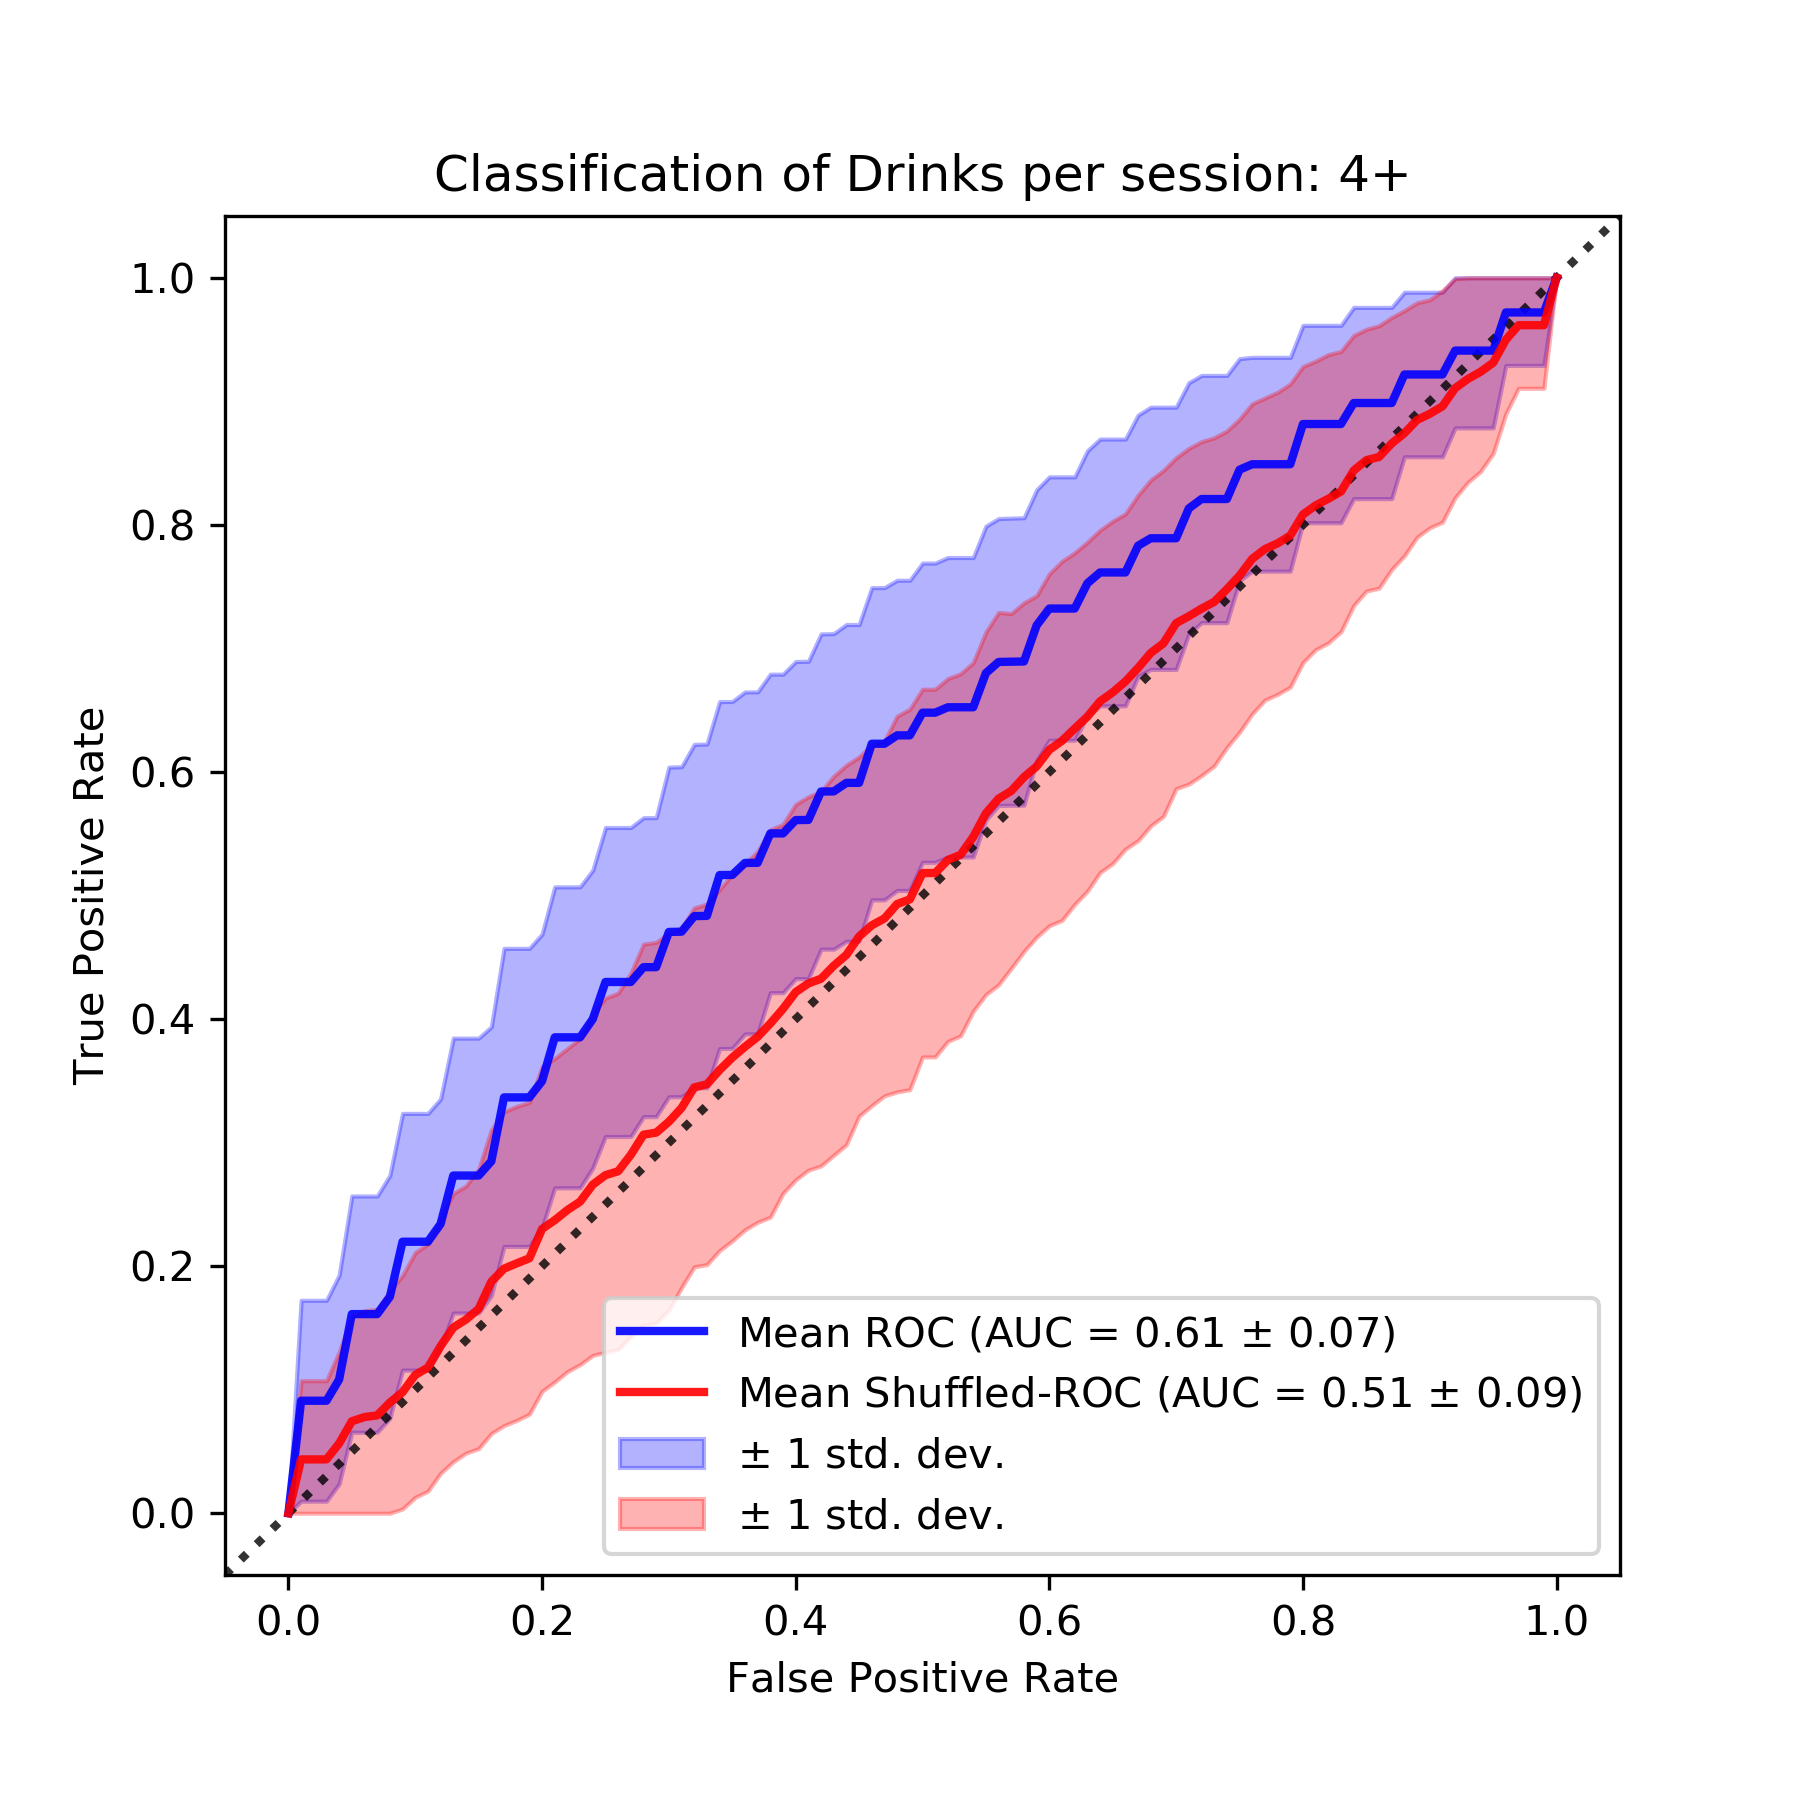 Classification of Drinks per session: 4+
True Positive Rate
1.0
0.8
0.6
0.4
0.2
0.0
Mean ROC (AUC = 0.61 ± 0.07)
Mean Shuffled-ROC (AUC = 0.51 ± 0.09)
± 1 std. dev.
± 1 std. dev.
0.0 0.2 0.4 0.6 0.8 1.0
False Positive Rate